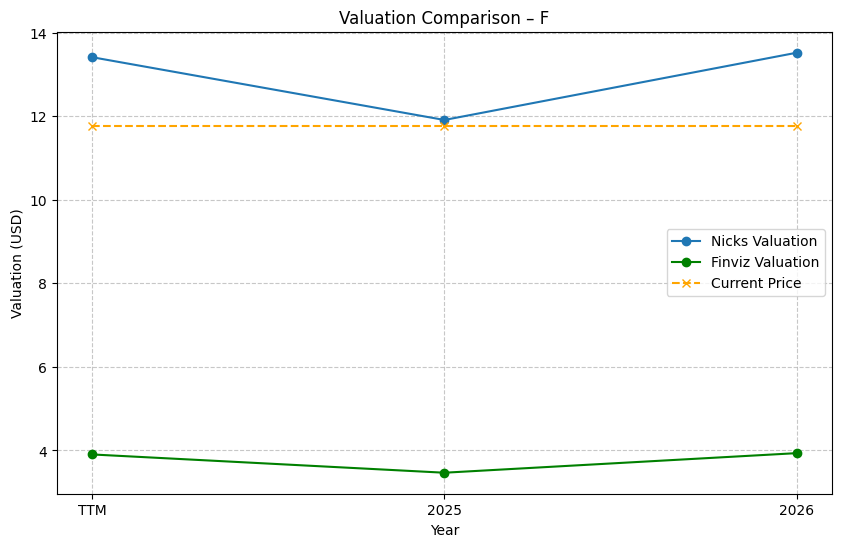 Valuation Comparison – F
Valuation (USD)
14
12
10
8
6
4
Nicks Valuation
Finviz Valuation
Current Price
TTM
2025
2026
Year